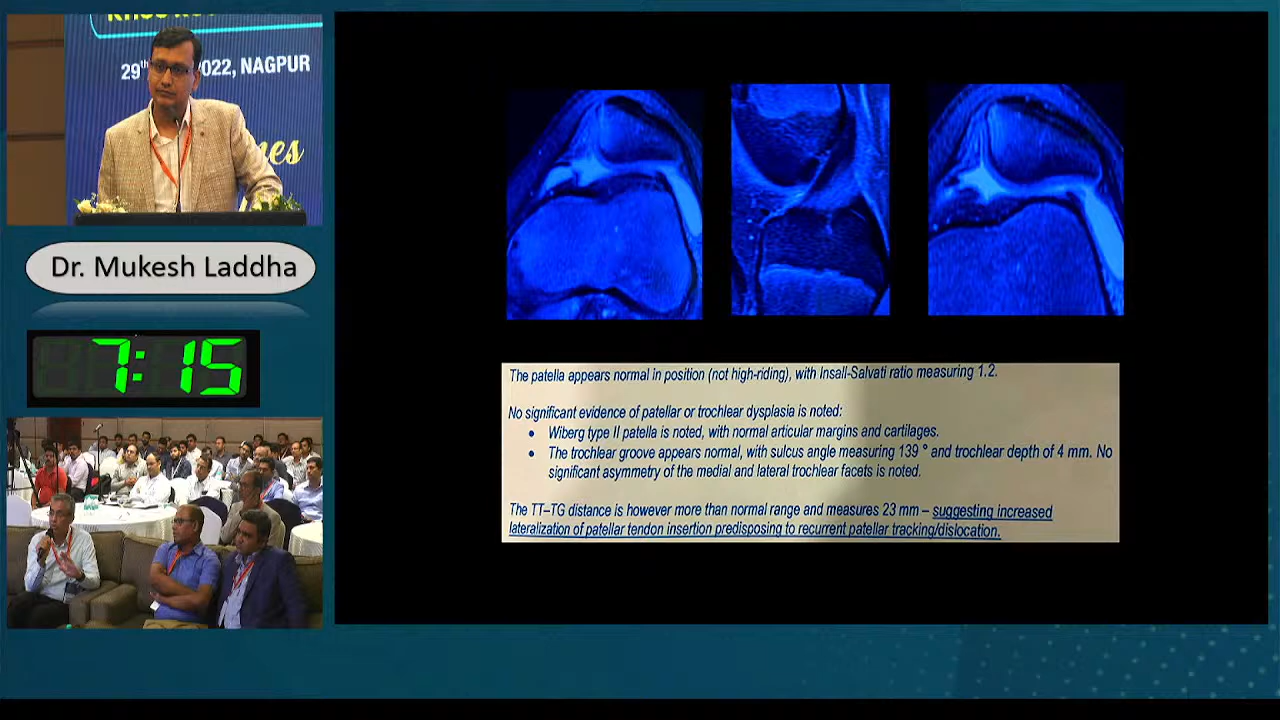 29th 2022, NAGPUR
Dr. Mukesh Laddha
7:15
The patella appears normal in position (not high-riding), with Insall-Salvati ratio measuring 1.2.
No significant evidence of patellar or trochlear dysplasia is noted:
• Wiberg type II patella is noted, with normal articular margins and cartilages.
• The trochlear groove appears normal, with sulcus angle measuring 139 ° and trochlear depth of 4 mm. No
significant asymmetry of the medial and lateral trochlear facets is noted.
The TT–TG distance is however more than normal range and measures 23 mm – suggesting increased
lateralization of patellar tendon insertion predisposing to recurrent patellar tracking/dislocation.